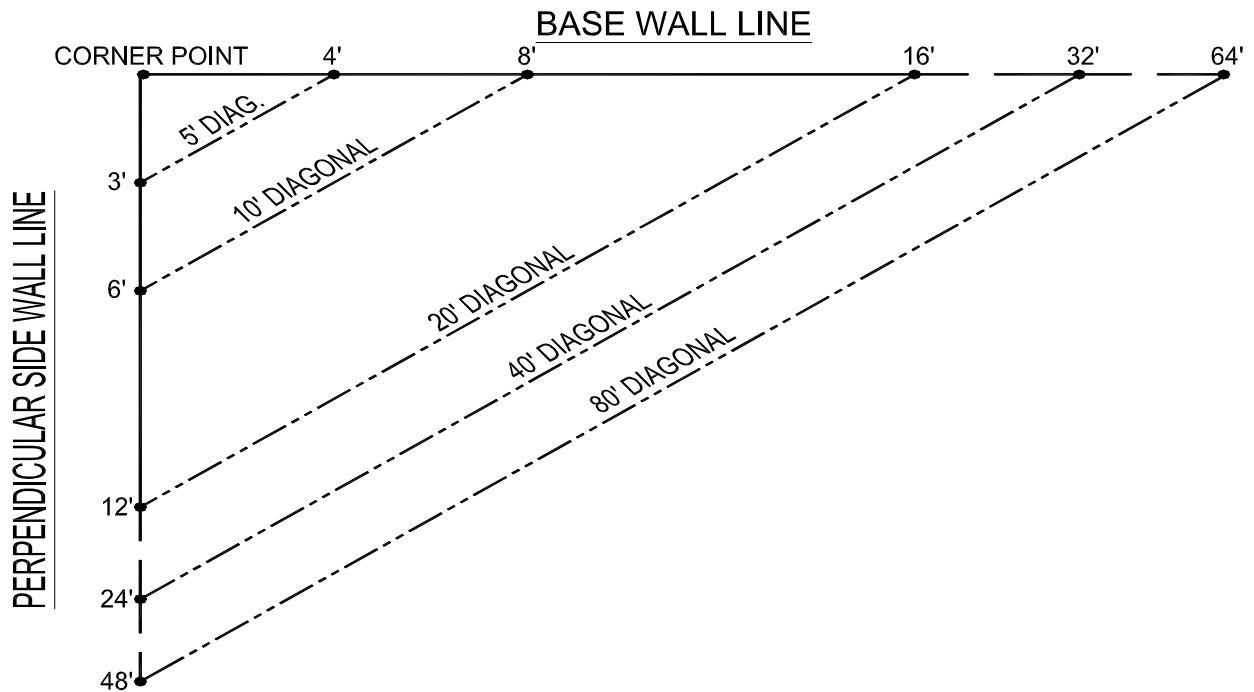 BASE WALL LINE
CORNER POINT 4' 8' 16' 32' 64'
5' DIAG.
3'
10' DIAGONAL
PERPENDICULAR SIDE WALL LINE
6'
20' DIAGONAL
40' DIAGONAL
80' DIAGONAL
12'
24'
48'